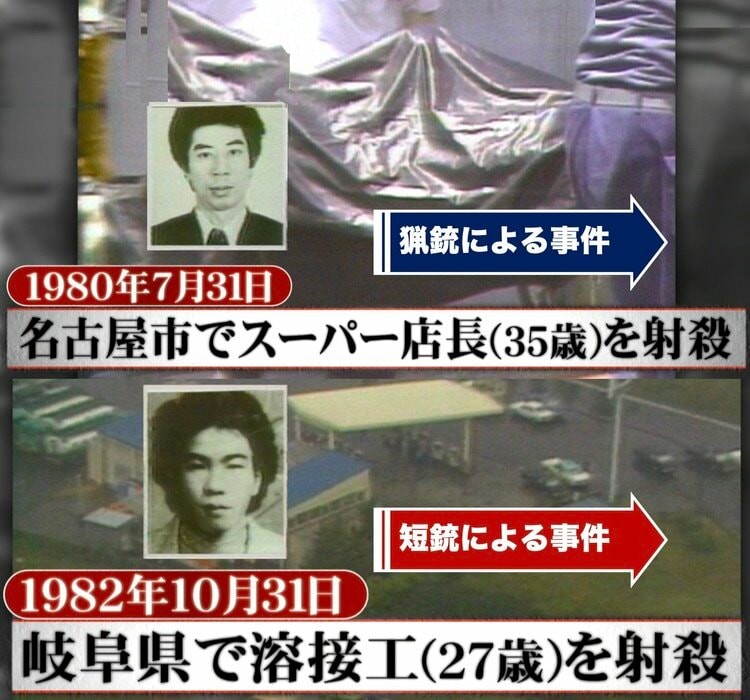 猟銃による事件
1980年7月31日
名古屋市でスーパー店長(35歳)を射殺
短銃による事件
1982年10月31日
岐阜県で溶接工(27歳)を射殺